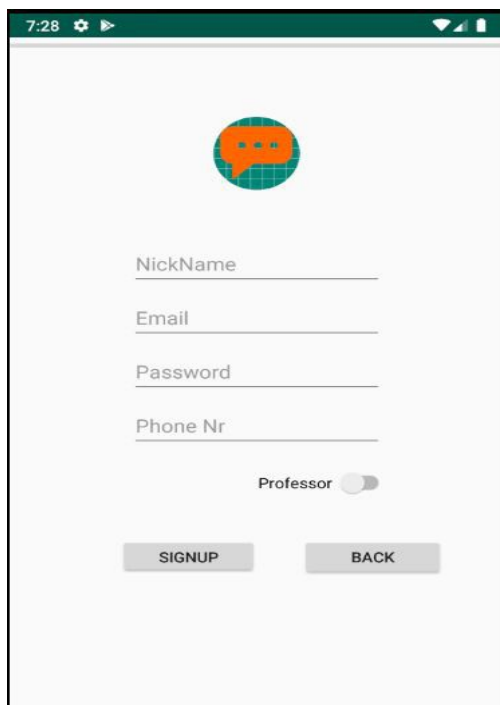 7:28
NickName
Email
Password
Phone Nr
Professor
SIGNUP BACK